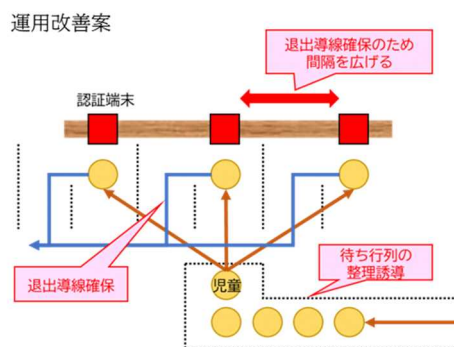 運用改善案
退出導線確保のため
間隔を広げる
認証端末
待ち行列の
整理誘導
退出導線確保
児童